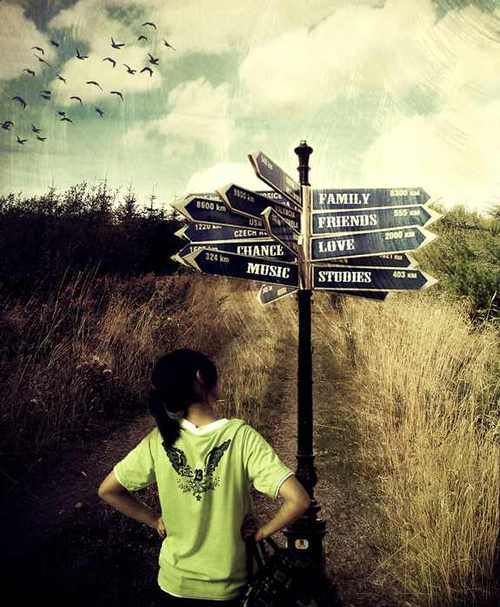 FAMILY
8600 km
FRIENDS 550 km
USA
1220 km CZECH
LOVE 2000 km
CHANCE
324 km MUSIC
STUDIES 403 KM